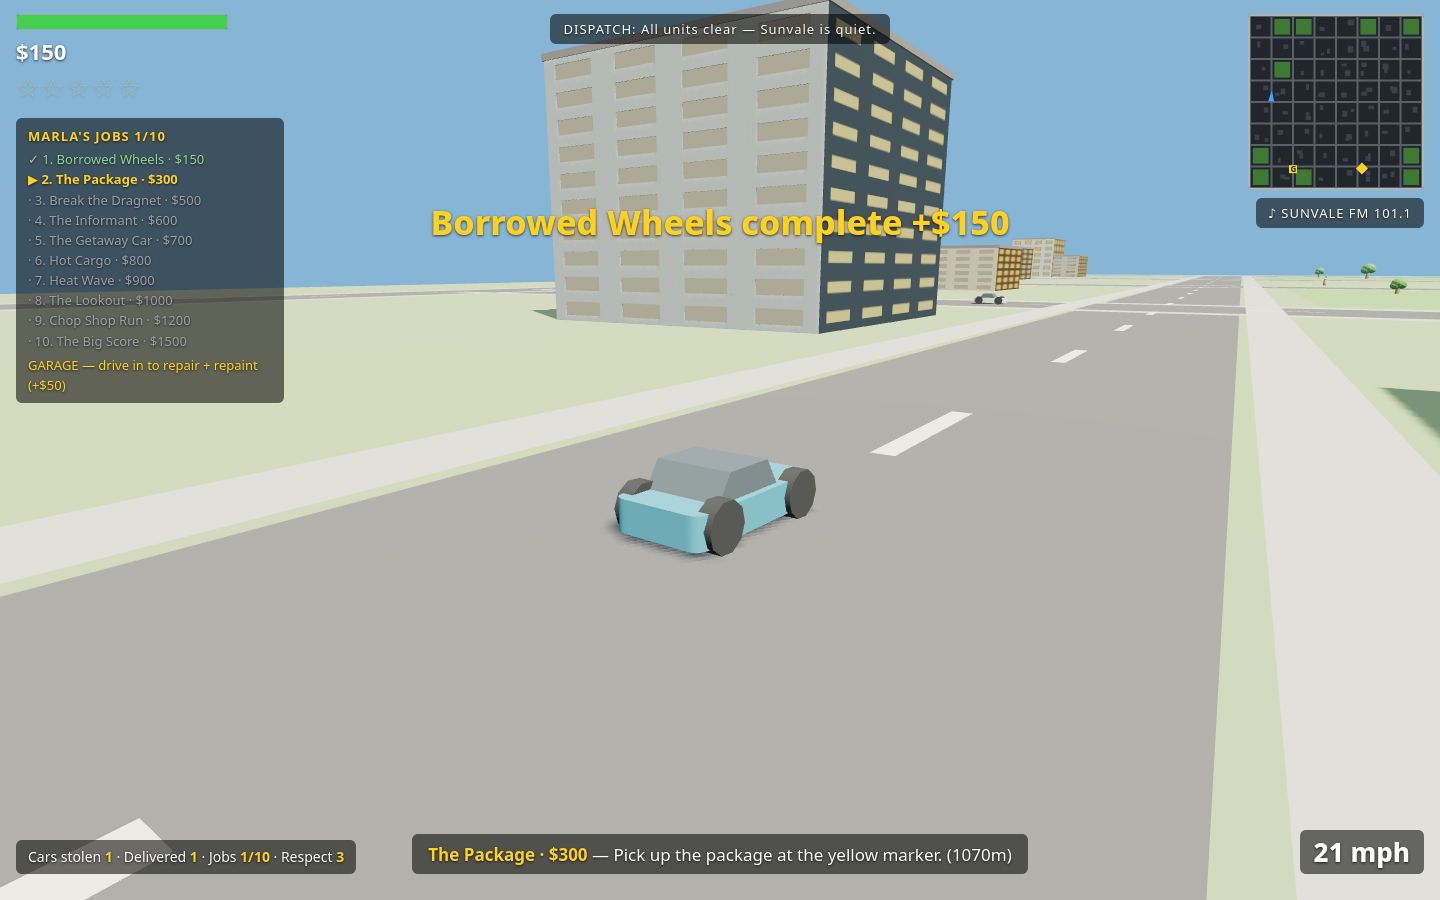 DISPATCH: All units clear — Sunvale is quiet.
$150
☆☆☆☆☆
MARLA'S JOBS 1/10
✓ 1. Borrowed Wheels · $150
▶ 2. The Package · $300
· 3. Break the Dragnet · $500
· 4. The Informant · $600
· 5. The Getaway Car · $700
· 6. Hot Cargo · $800
· 7. Heat Wave · $900
· 8. The Lookout · $1000
· 9. Chop Shop Run · $1200
· 10. The Big Score · $1500
GARAGE — drive in to repair + repaint
(+$50)
G
♪ SUNVALE FM 101.1
Borrowed Wheels complete +$150
Cars stolen 1 · Delivered 1 · Jobs 1/10 · Respect 3
The Package · $300 — Pick up the package at the yellow marker. (1070m)
21 mph